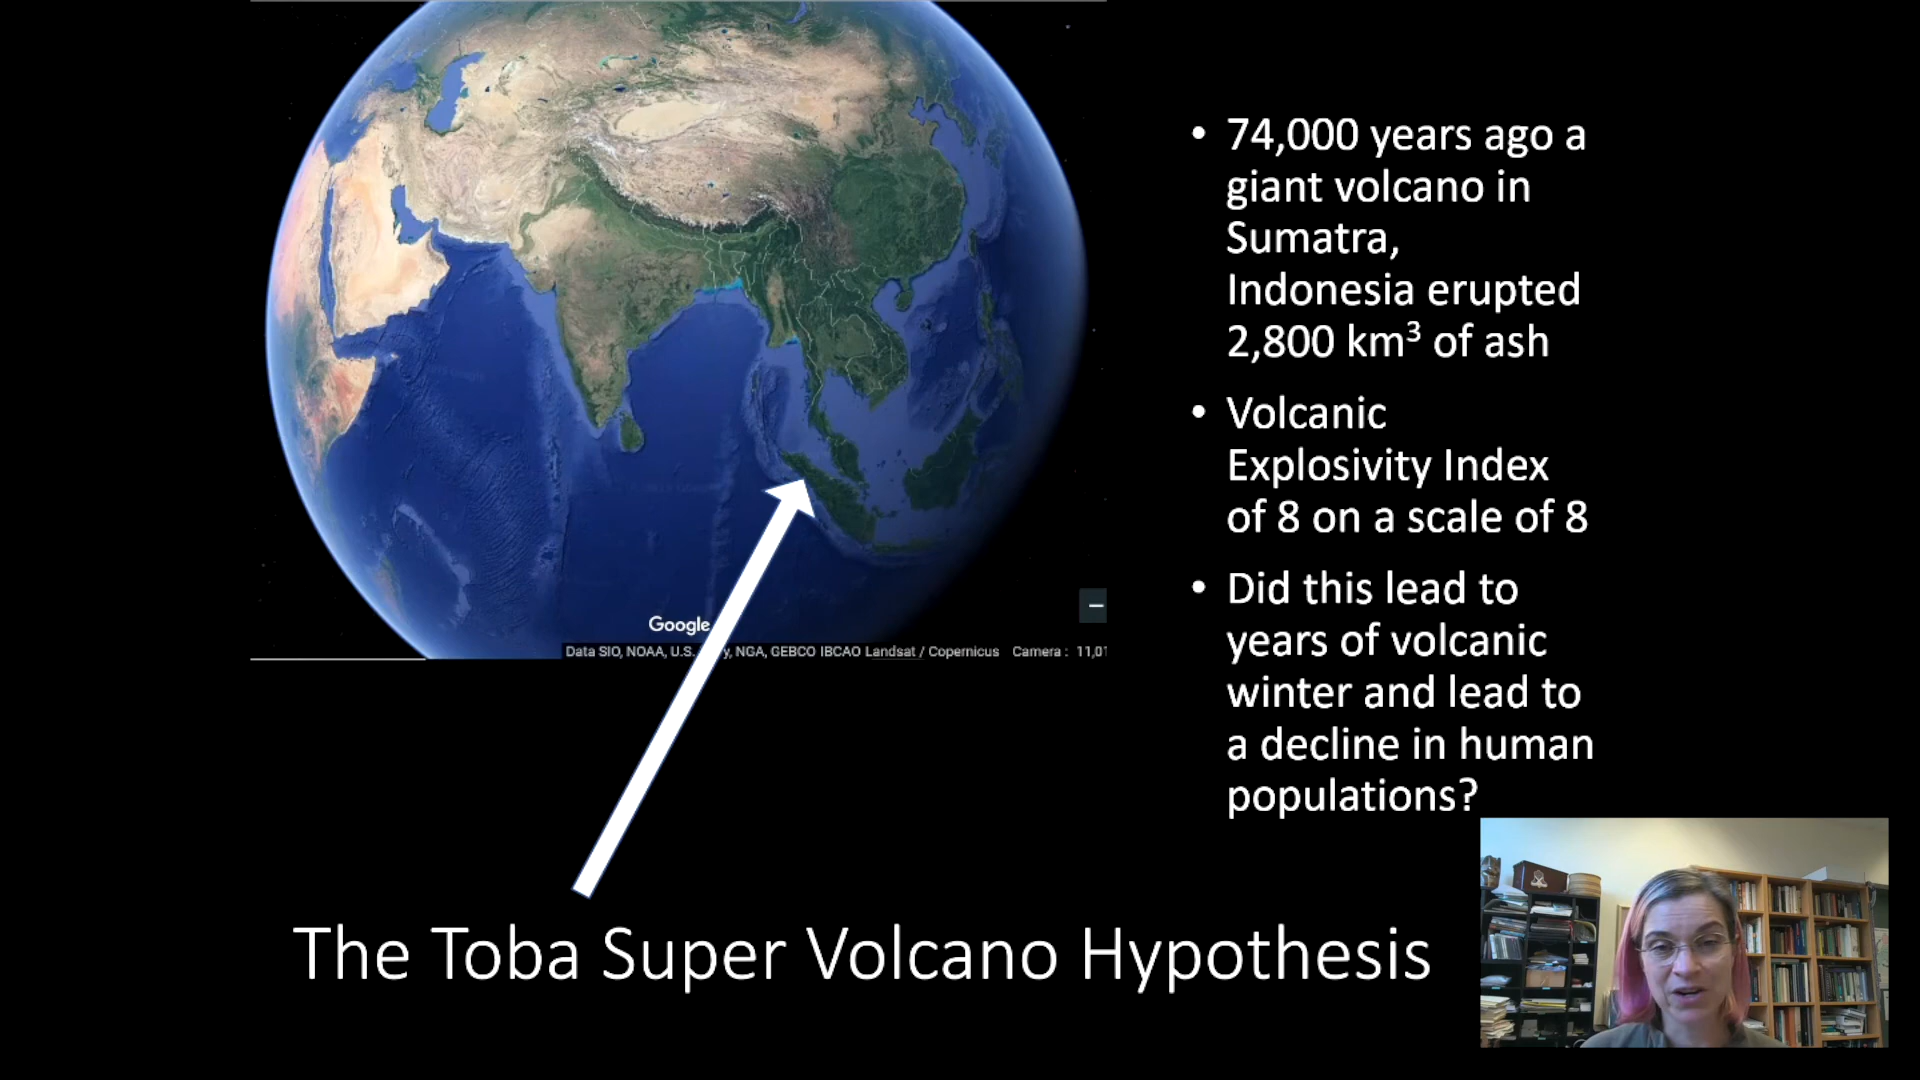 • 74,000 years ago a
giant volcano in
Sumatra,
Indonesia erupted
2,800 km³ of ash
• Volcanic
Explosivity Index
of 8 on a scale of 8
• Did this lead to
years of volcanic
winter and lead to
a decline in human
populations?
Google
Data SIO, NOAA, U.S. y, NGA, GEBCO IBCAO Landsat / Copernicus Camera : 11,01
The Toba Super Volcano Hypothesis